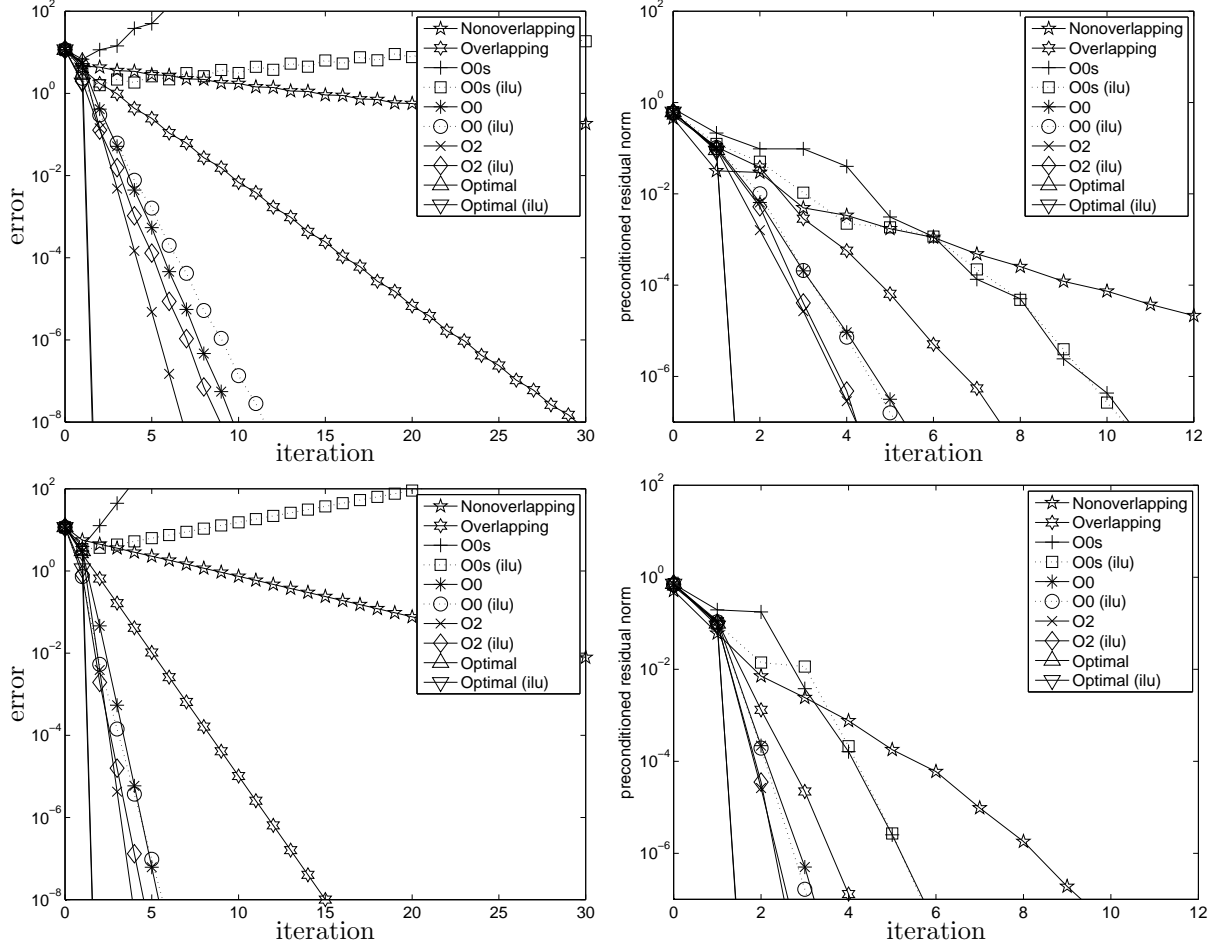 10^2
10^0
10^−2
10^−4
10^−6
10^−8
error
0
5
10
15
20
25
30
iteration
Nonoverlapping
Overlapping
O0s
O0s (ilu)
O0
O0 (ilu)
O2
O2 (ilu)
Optimal
Optimal (ilu)
10^2
10^0
10^−2
10^−4
10^−6
preconditioned residual norm
0
2
4
6
8
10
12
iteration
Nonoverlapping
Overlapping
O0s
O0s (ilu)
O0
O0 (ilu)
O2
O2 (ilu)
Optimal
Optimal (ilu)
10^2
10^0
10^−2
10^−4
10^−6
10^−8
error
0
5
10
15
20
25
30
iteration
Nonoverlapping
Overlapping
O0s
O0s (ilu)
O0
O0 (ilu)
O2
O2 (ilu)
Optimal
Optimal (ilu)
10^2
10^0
10^−2
10^−4
10^−6
preconditioned residual norm
0
2
4
6
8
10
12
iteration
Nonoverlapping
Overlapping
O0s
O0s (ilu)
O0
O0 (ilu)
O2
O2 (ilu)
Optimal
Optimal (ilu)